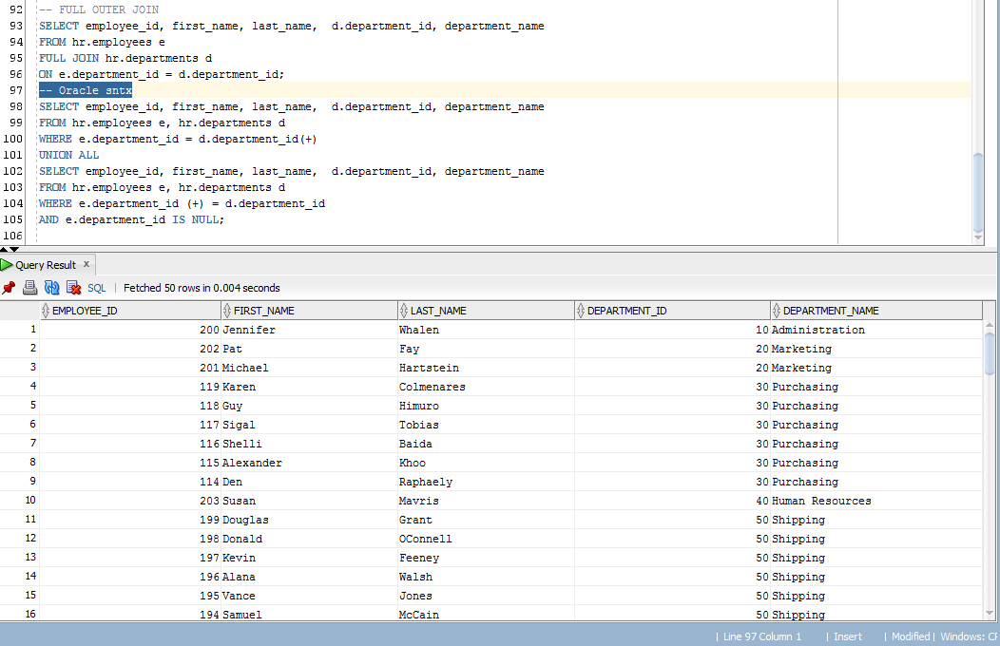 92 -- FULL OUTER JOIN
93 SELECT employee_id, first_name, last_name,  d.department_id, department_name
94 FROM hr.employees e
95 FULL JOIN hr.departments d
96 ON e.department_id = d.department_id;
97 -- Oracle sntx
98 SELECT employee_id, first_name, last_name,  d.department_id, department_name
99 FROM hr.employees e, hr.departments d
100 WHERE e.department_id = d.department_id(+)
101 UNION ALL
102 SELECT employee_id, first_name, last_name,  d.department_id, department_name
103 FROM hr.employees e, hr.departments d
104 WHERE e.department_id (+) = d.department_id
105 AND e.department_id IS NULL;
106
Query Result x
SQL | Fetched 50 rows in 0.004 seconds
EMPLOYEE_ID FIRST_NAME LAST_NAME DEPARTMENT_ID DEPARTMENT_NAME
1 200 Jennifer Whalen 10 Administration
2 202 Pat Fay 20 Marketing
3 201 Michael Hartstein 20 Marketing
4 119 Karen Colmenares 30 Purchasing
5 118 Guy Himuro 30 Purchasing
6 117 Sigal Tobias 30 Purchasing
7 116 Shelli Baida 30 Purchasing
8 115 Alexander Khoo 30 Purchasing
9 114 Den Raphaely 30 Purchasing
10 203 Susan Mavris 40 Human Resources
11 199 Douglas Grant 50 Shipping
12 198 Donald OConnell 50 Shipping
13 197 Kevin Feeney 50 Shipping
14 196 Alana Walsh 50 Shipping
15 195 Vance Jones 50 Shipping
16 194 Samuel McCain 50 Shipping
| Line 97 Column 1 | Insert | Modified | Windows: CR